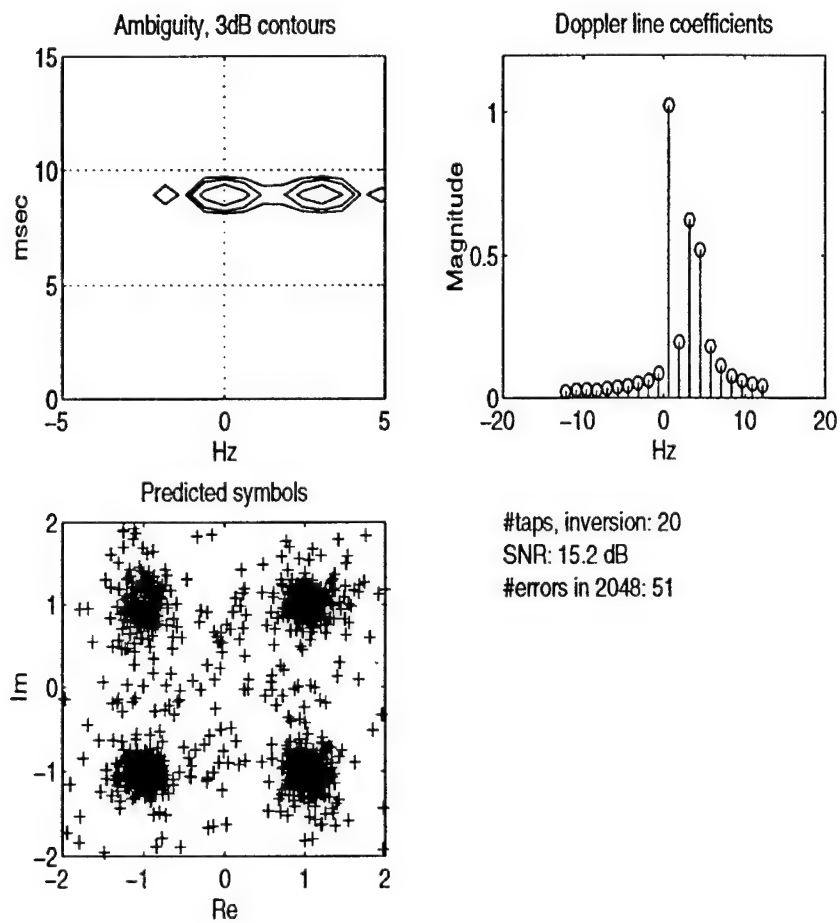 Ambiguity, 3dB contours
15
10
5
0
msec
-5
0
5
Hz
Doppler line coefficients
1
0.5
0
Magnitude
-20
-10
0
10
20
Hz
Predicted symbols
2
1
0
-1
-2
Im
-2
-1
0
1
2
Re
#taps, inversion: 20
SNR: 15.2 dB
#errors in 2048: 51